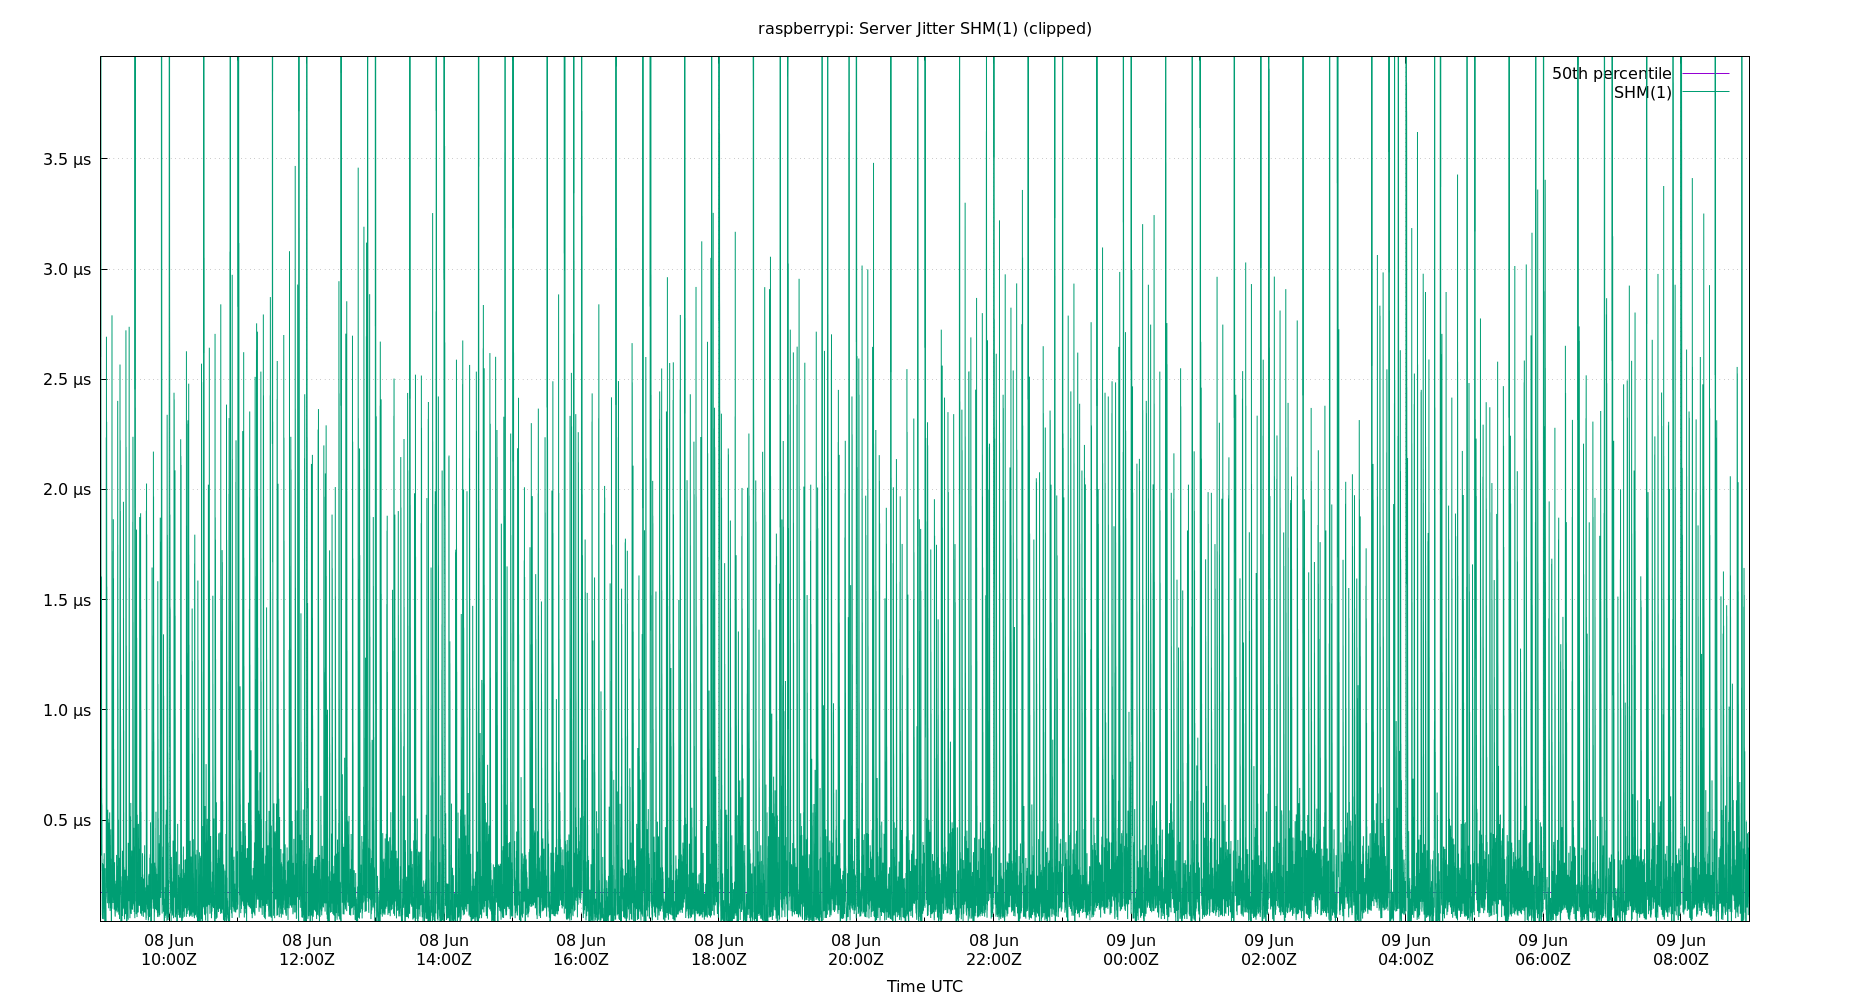 raspberrypi: Server Jitter SHM(1) (clipped)
50th percentile
SHM(1)
3.5 µs
3.0 µs
2.5 µs
2.0 µs
1.5 µs
1.0 µs
0.5 µs
08 Jun 08 Jun 08 Jun 08 Jun 08 Jun 08 Jun 08 Jun 09 Jun 09 Jun 09 Jun 09 Jun 09 Jun
10:00Z 12:00Z 14:00Z 16:00Z 18:00Z 20:00Z 22:00Z 00:00Z 02:00Z 04:00Z 06:00Z 08:00Z
Time UTC